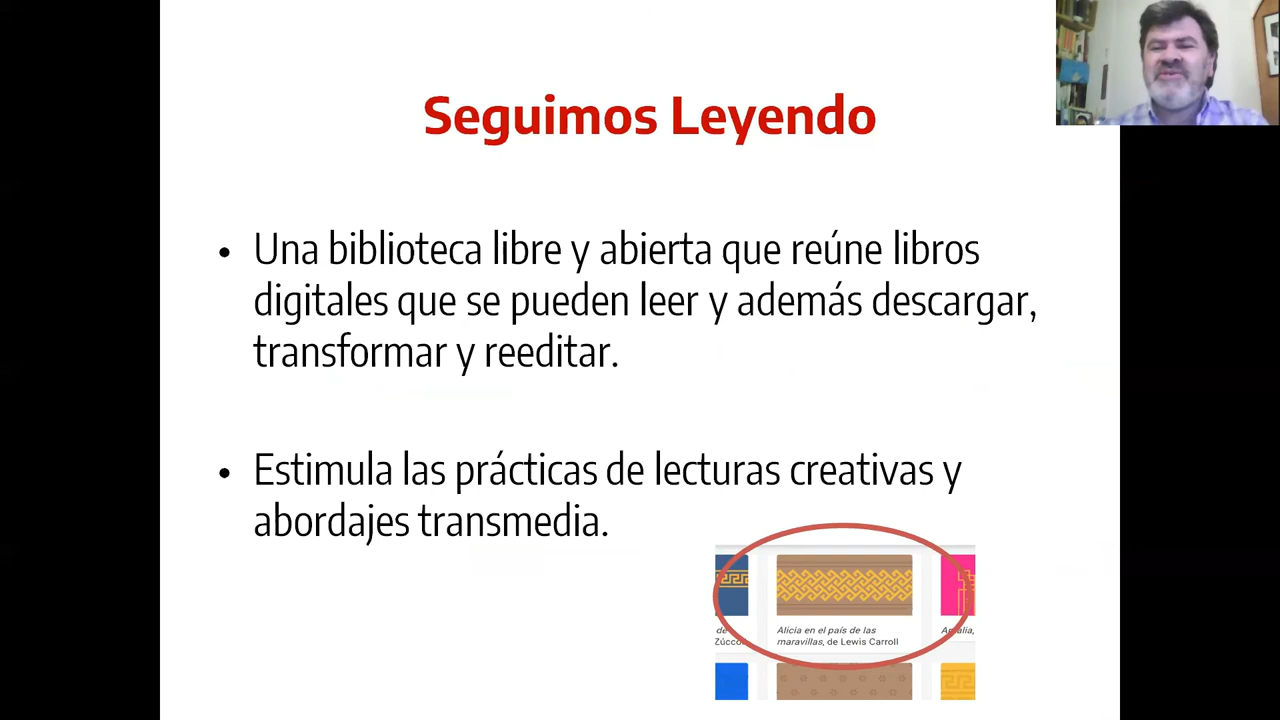 Seguimos Leyendo
• Una biblioteca libre y abierta que reúne libros
digitales que se pueden leer y además descargar,
transformar y reeditar.
• Estimula las prácticas de lecturas creativas y
abordajes transmedia.
de
Alicia en el país de las
maravillas, de Lewis Carroll